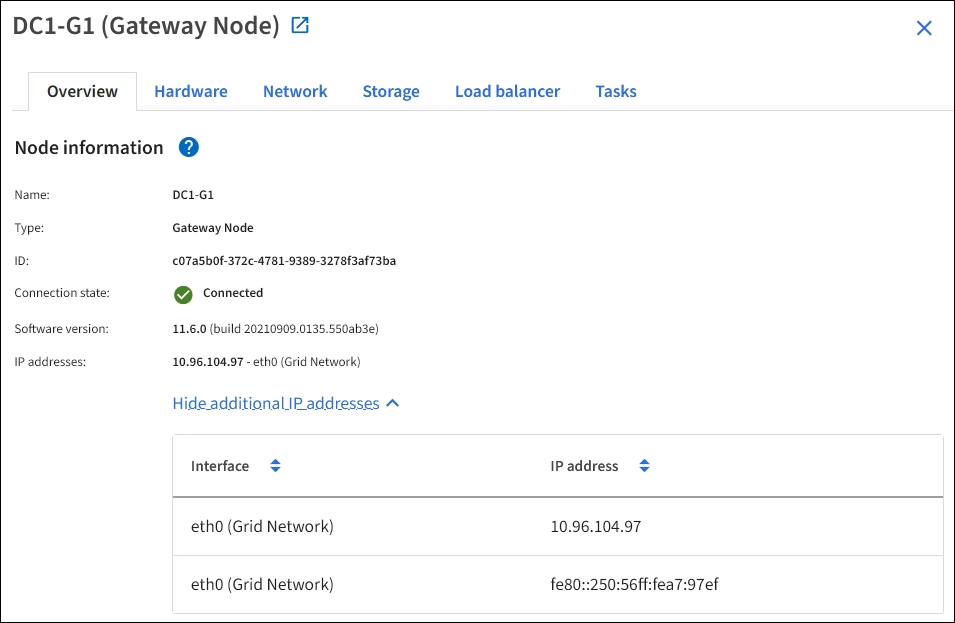 DC1-G1 (Gateway Node)
Overview Hardware Network Storage Load balancer Tasks
Node information ?
Name: DC1-G1
Type: Gateway Node
ID: c07a5b0f-372c-4781-9389-3278f3af73ba
Connection state: Connected
Software version: 11.6.0 (build 20210909.0135.550ab3e)
IP addresses: 10.96.104.97 - eth0 (Grid Network)
Hide additional IP addresses
Interface IP address
eth0 (Grid Network) 10.96.104.97
eth0 (Grid Network) fe80::250:56ff:fea7:97ef